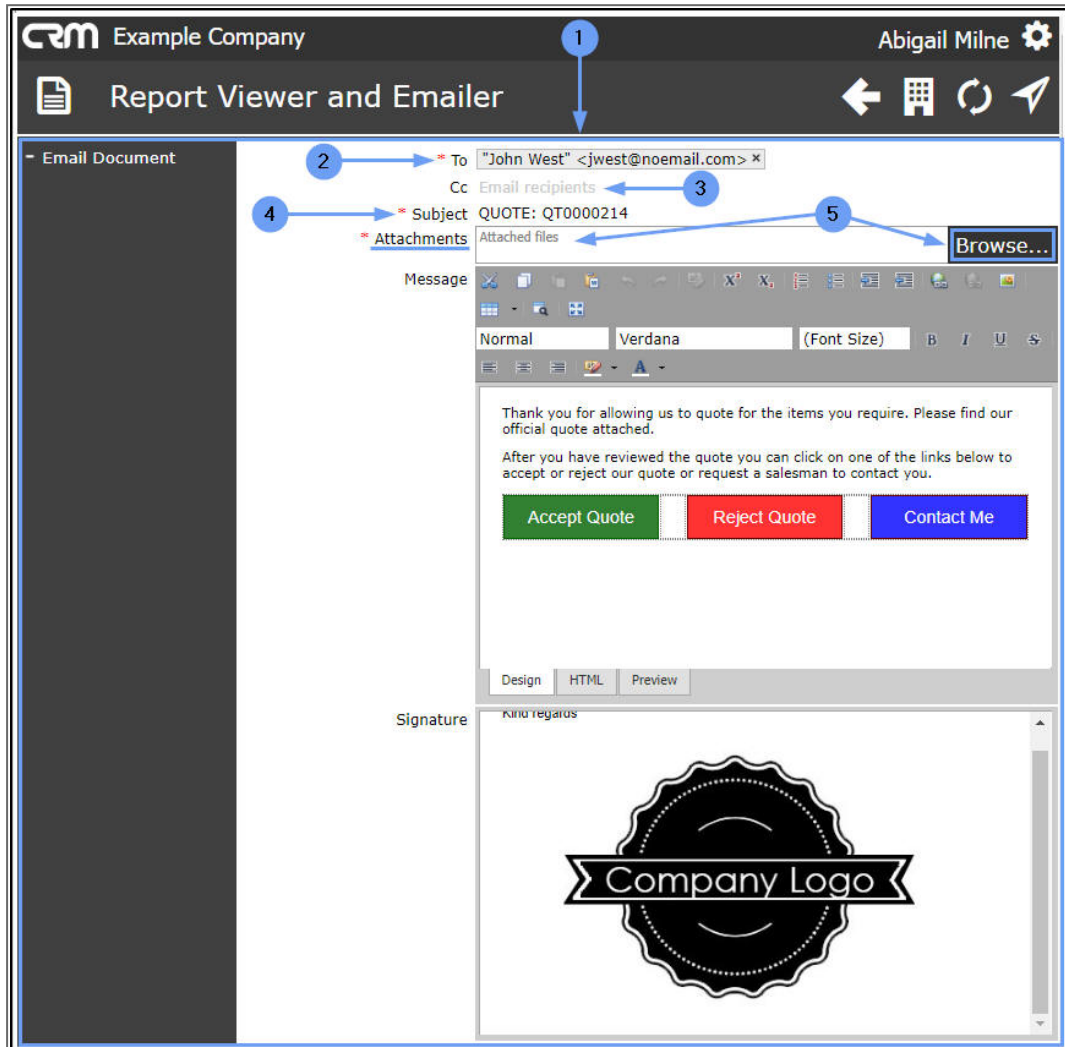 CRM Example Company
1
Abigail Milne
Report Viewer and Emailer
- Email Document
2
* To "John West" <jwest@noemail.com> ×
Cc Email recipients
3
4
* Subject QUOTE: QT0000214
5
* Attachments Attached files
Browse...
Message
Normal Verdana (Font Size) B I U S
A
Thank you for allowing us to quote for the items you require. Please find our
official quote attached.
After you have reviewed the quote you can click on one of the links below to
accept or reject our quote or request a salesman to contact you.
Accept Quote Reject Quote Contact Me
Design HTML Preview
Signature
Kind regards
Company Logo